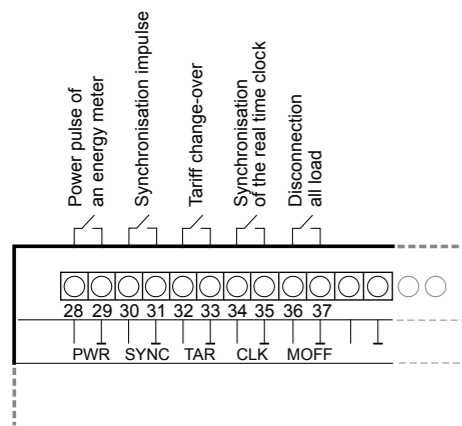 Power pulse of
an energy meter
Synchronisation impulse
Tariff change-over
Synchronisation
of the real time clock
Disconnection
all load
28 29 30 31 32 33 34 35 36 37
PWR SYNC TAR CLK MOFF